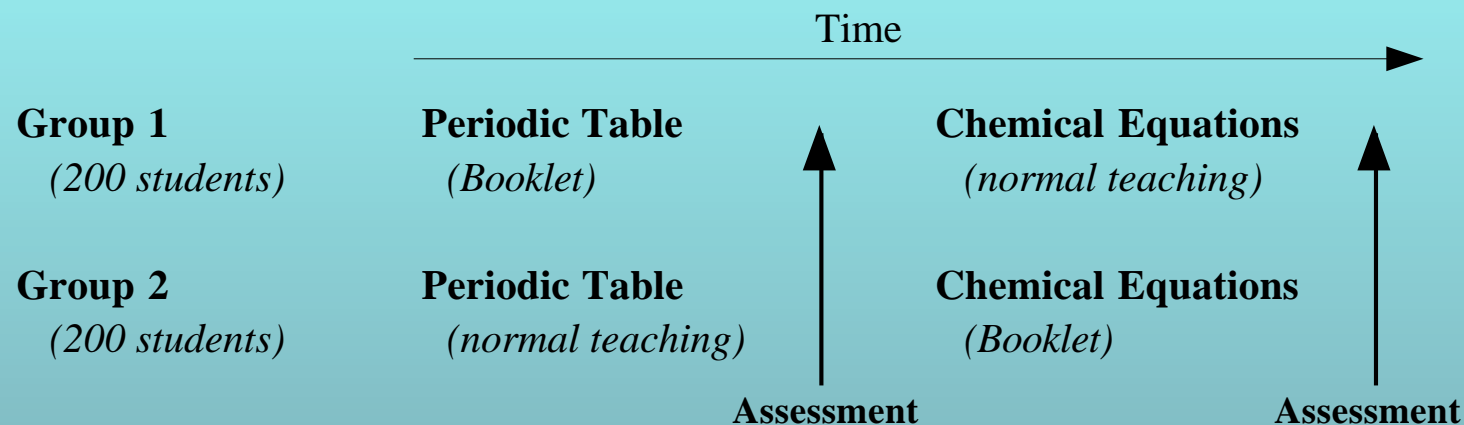 Time
Group 1 Periodic Table Chemical Equations
(200 students) (Booklet) (normal teaching)
Group 2 Periodic Table Chemical Equations
(200 students) (normal teaching) (Booklet)
Assessment Assessment